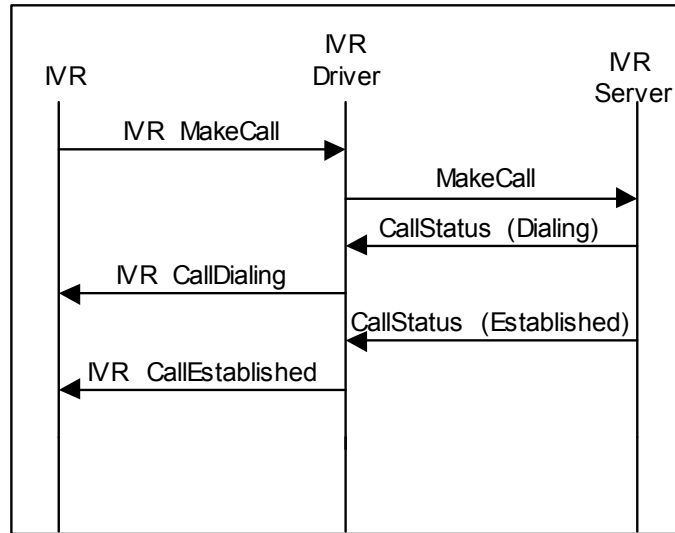 IVR
IVR
Driver
IVR
Server
IVR MakeCall
MakeCall
CallStatus (Dialing)
IVR CallDialing
CallStatus (Established)
IVR CallEstablished